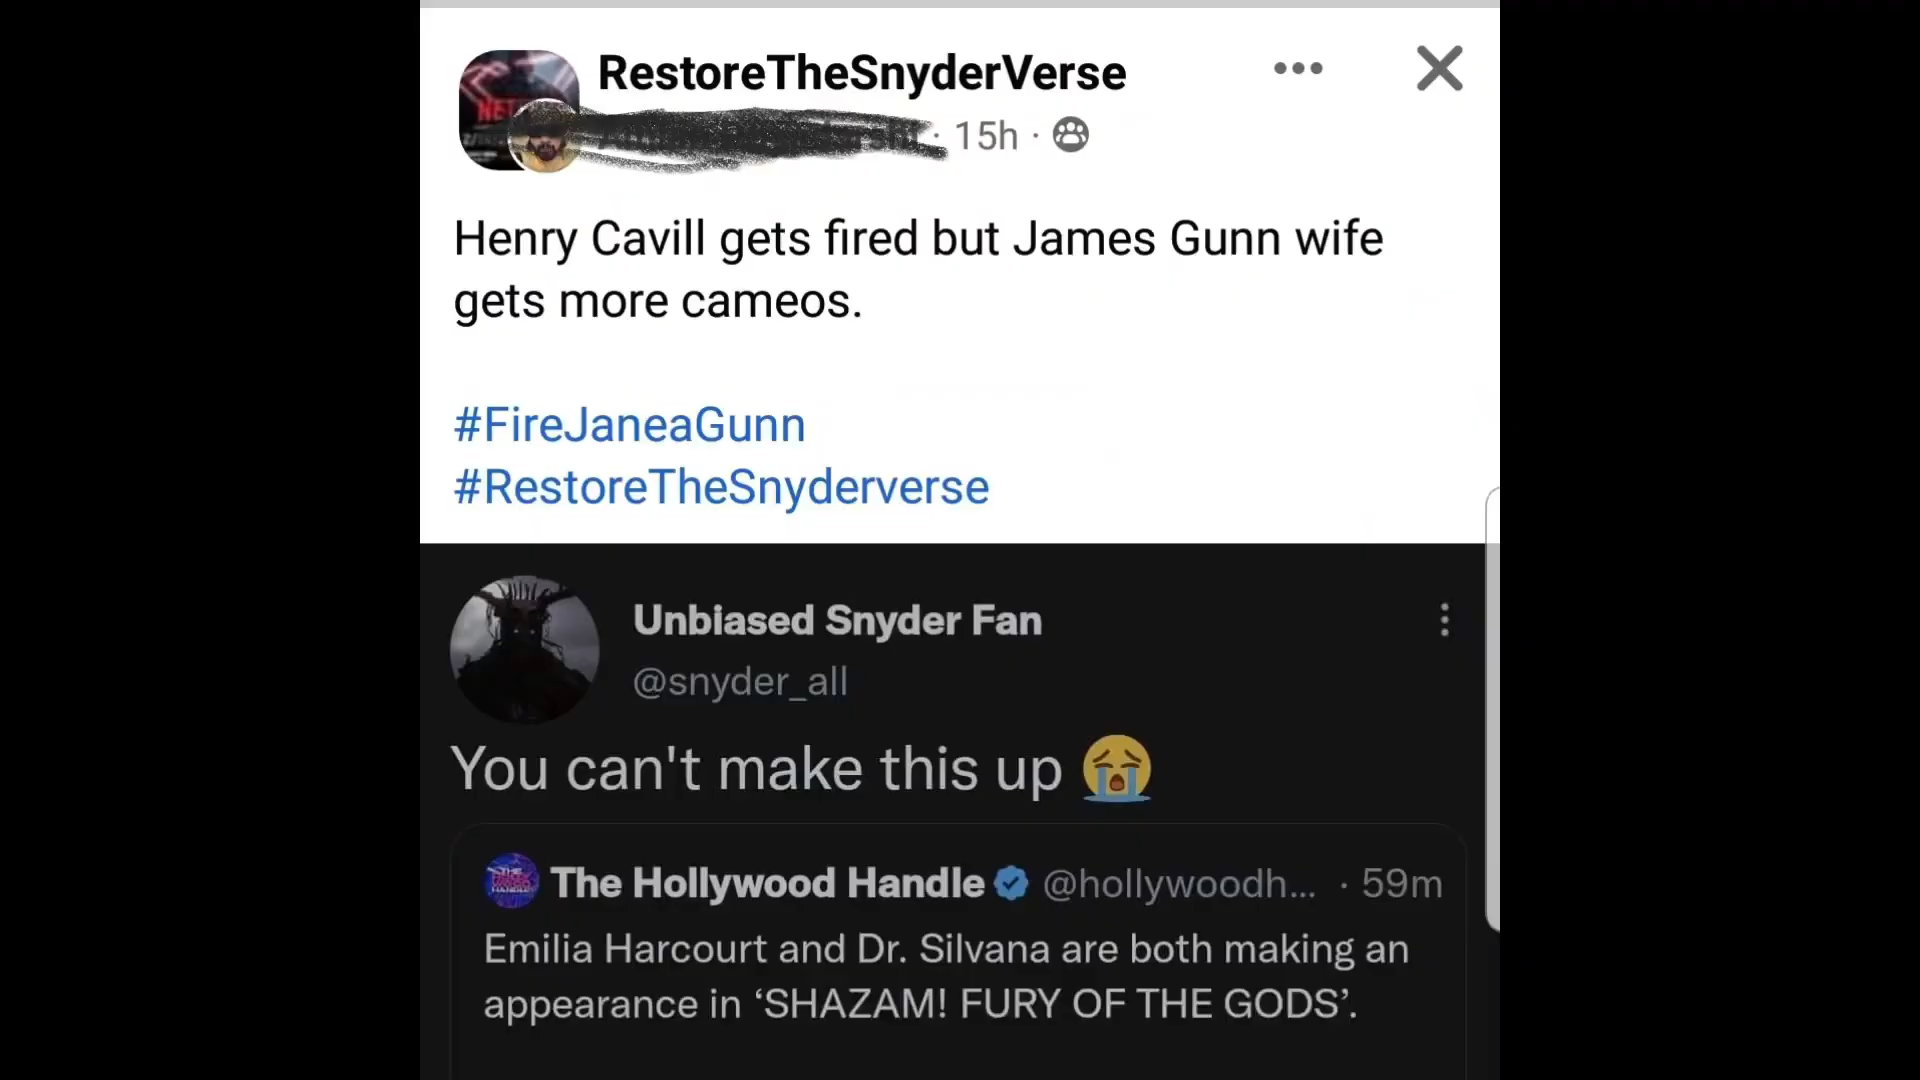 RestoreTheSnyderVerse
· 15h ·
Henry Cavill gets fired but James Gunn wife
gets more cameos.
#FireJaneaGunn
#RestoreTheSnyderverse
Unbiased Snyder Fan
@snyder_all
You can't make this up 😭
The Hollywood Handle @hollywoodh... · 59m
Emilia Harcourt and Dr. Silvana are both making an
appearance in ‘SHAZAM! FURY OF THE GODS’.